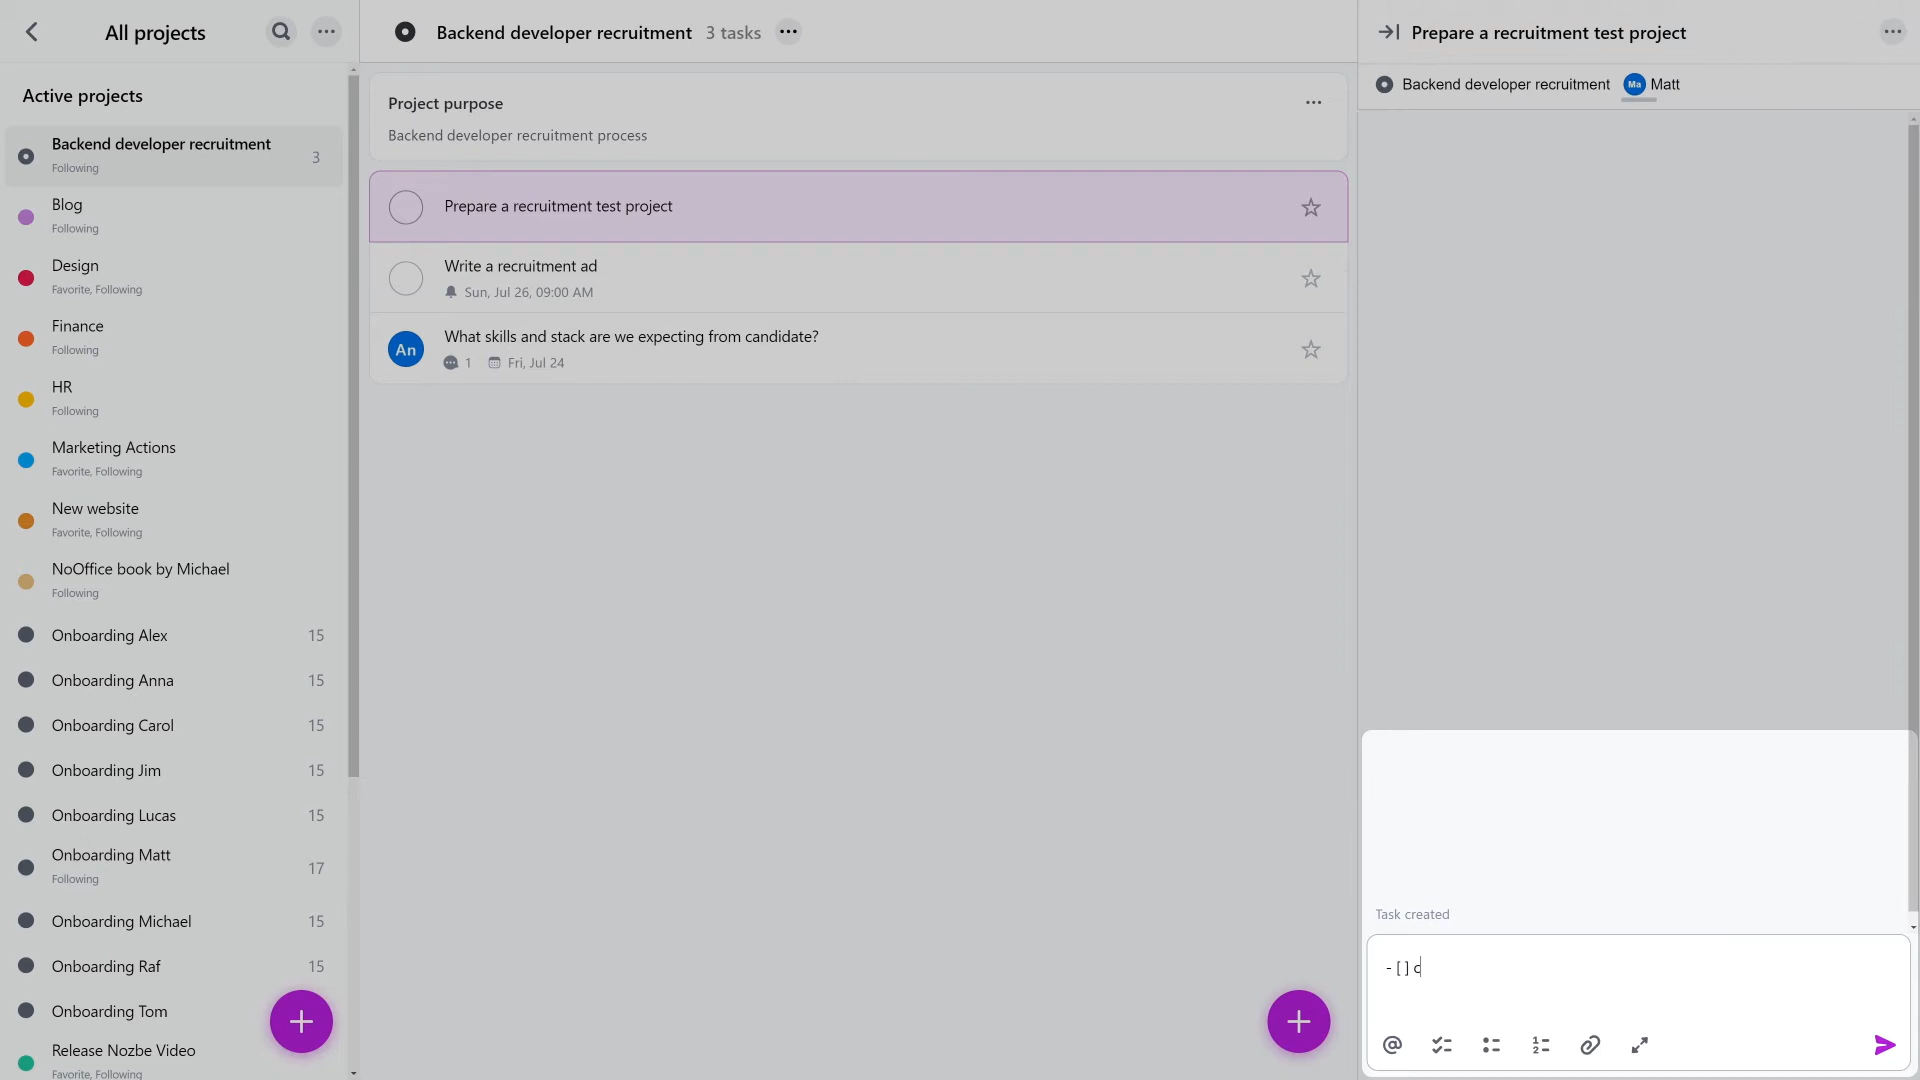 All projects
Active projects
Backend developer recruitment
Following
3
Blog
Following
Design
Favorite, Following
Finance
Following
HR
Following
Marketing Actions
Favorite, Following
New website
Favorite, Following
NoOffice book by Michael
Following
Onboarding Alex
15
Onboarding Anna
15
Onboarding Carol
15
Onboarding Jim
15
Onboarding Lucas
15
Onboarding Matt
Following
17
Onboarding Michael
15
Onboarding Raf
15
Onboarding Tom
Release Nozbe Video
Favorite, Following
Backend developer recruitment 3 tasks
Project purpose
Backend developer recruitment process
Prepare a recruitment test project
Write a recruitment ad
Sun, Jul 26, 09:00 AM
An
What skills and stack are we expecting from candidate?
1 Fri, Jul 24
Prepare a recruitment test project
Backend developer recruitment Ma Matt
Task created
- [ ] c